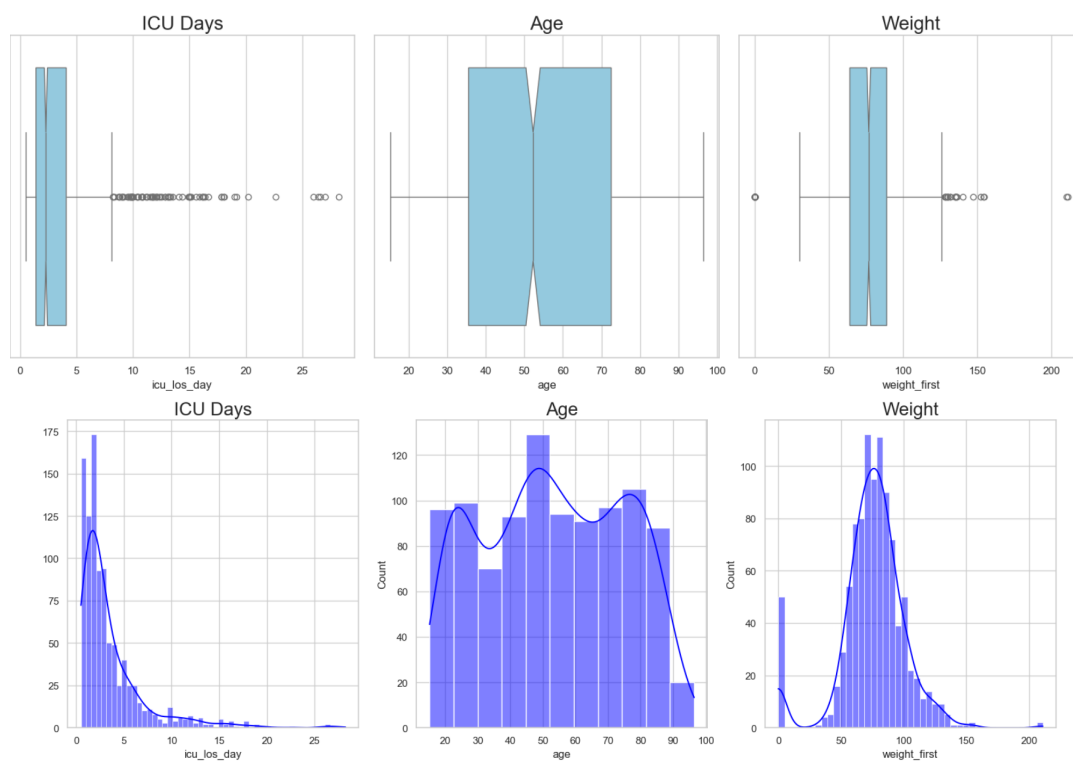 ICU Days Age Weight
0 5 10 15 20 25 10 20 30 40 50 60 70 80 90 100 0 50 100 150 200
icu_los_day age weight_first
ICU Days Age Weight
175
150
125
100
75
50
25
0
0 5 10 15 20 25
icu_los_day
Count
120
100
80
60
40
20
0
20 30 40 50 60 70 80 90 100
age
Count
100
80
60
40
20
0
0 50 100 150 200
weight_first